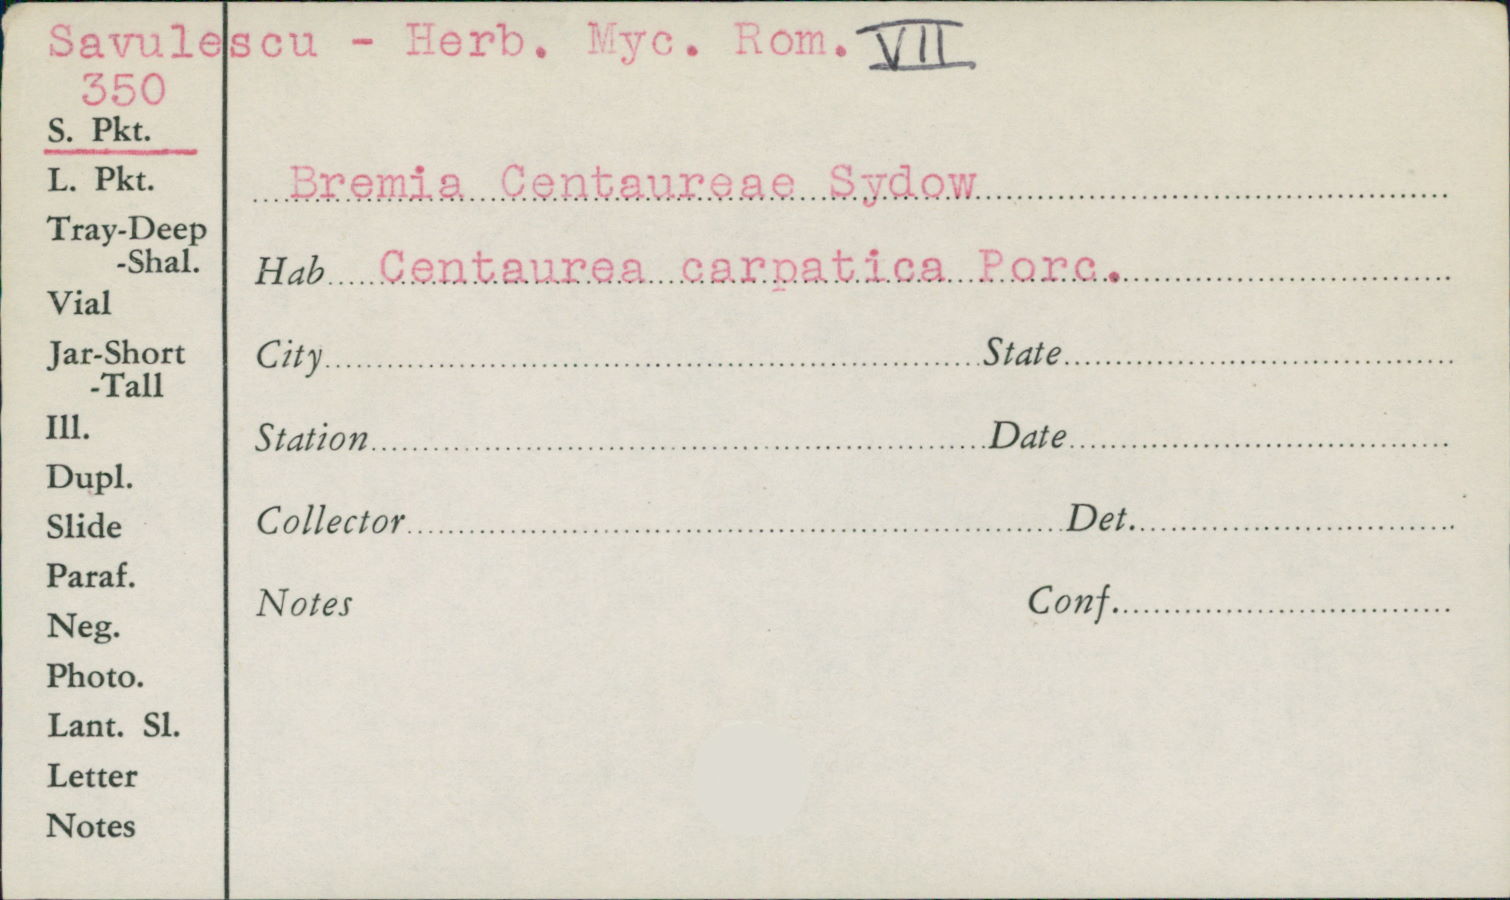 Savulescu - Herb. Myc. Rom. VII
350
S. Pkt.
L. Pkt.
Tray-Deep
-Shal.
Vial
Jar-Short
-Tall
Ill.
Dupl.
Slide
Paraf.
Neg.
Photo.
Lant. Sl.
Letter
Notes
Bremia Centaureae Sydow
Hab Centaurea carpatica Porc.
City State
Station Date
Collector Det.
Notes Conf.